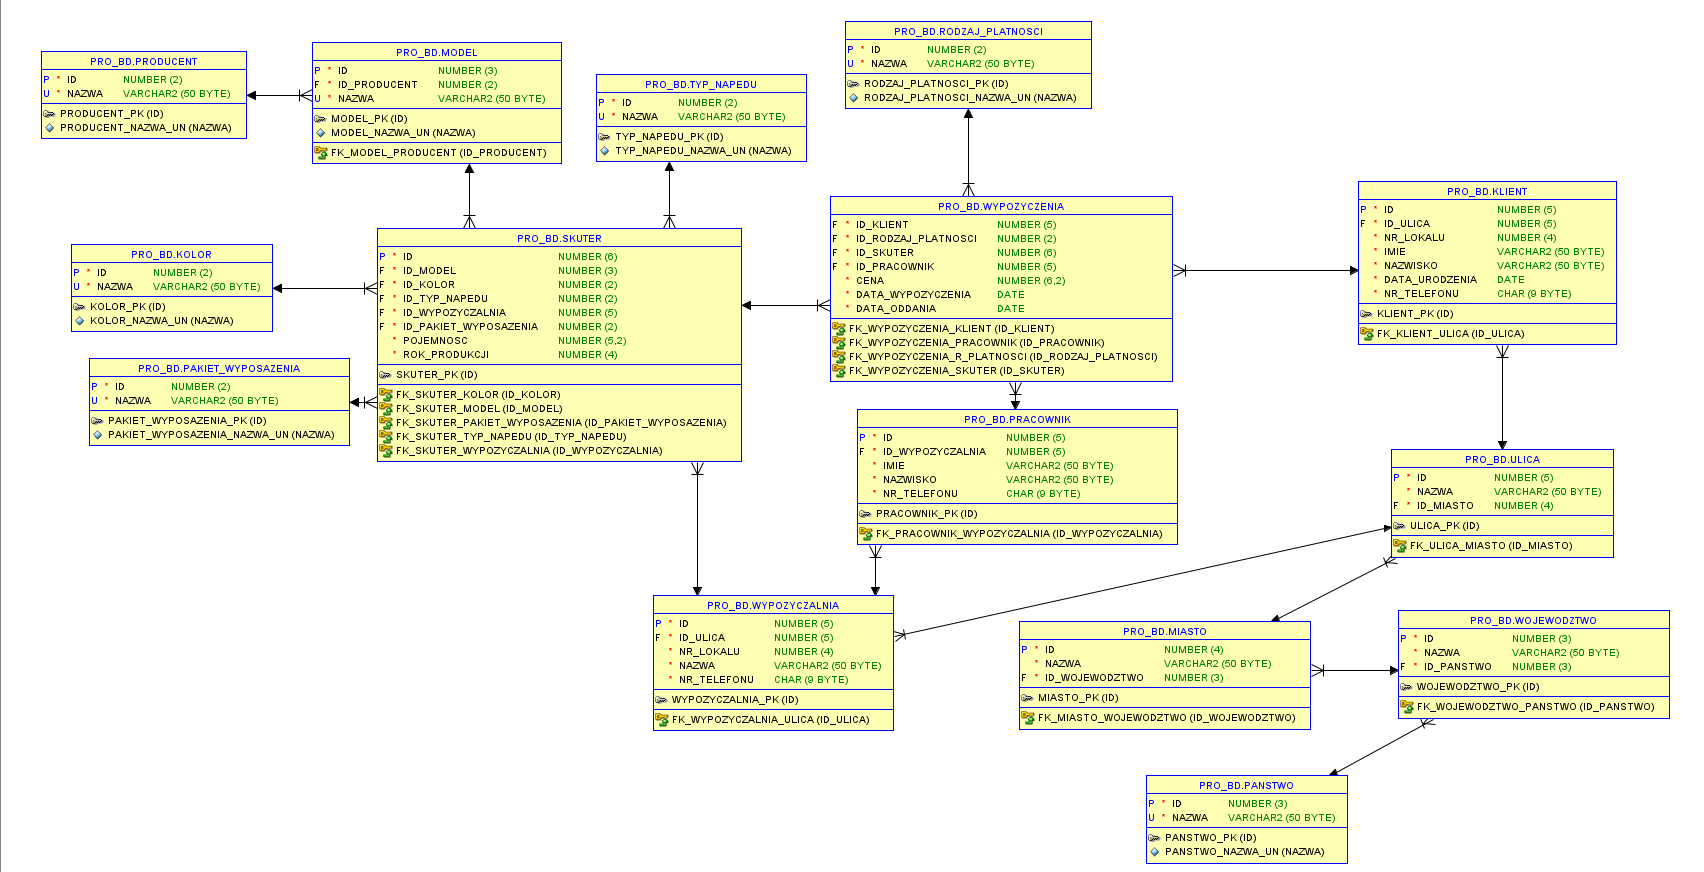 PRO_BD.PRODUCENT
P * ID NUMBER (2)
U * NAZWA VARCHAR2 (50 BYTE)
PRODUCENT_PK (ID)
PRODUCENT_NAZWA_UN (NAZWA)
PRO_BD.MODEL
P * ID NUMBER (3)
F * ID_PRODUCENT NUMBER (2)
U * NAZWA VARCHAR2 (50 BYTE)
MODEL_PK (ID)
MODEL_NAZWA_UN (NAZWA)
FK_MODEL_PRODUCENT (ID_PRODUCENT)
PRO_BD.TYP_NAPEDU
P * ID NUMBER (2)
U * NAZWA VARCHAR2 (50 BYTE)
TYP_NAPEDU_PK (ID)
TYP_NAPEDU_NAZWA_UN (NAZWA)
PRO_BD.RODZAJ_PLATNOSCI
P * ID NUMBER (2)
U * NAZWA VARCHAR2 (50 BYTE)
RODZAJ_PLATNOSCI_PK (ID)
RODZAJ_PLATNOSCI_NAZWA_UN (NAZWA)
PRO_BD.KOLOR
P * ID NUMBER (2)
U * NAZWA VARCHAR2 (50 BYTE)
KOLOR_PK (ID)
KOLOR_NAZWA_UN (NAZWA)
PRO_BD.PAKIET_WYPOSAZENIA
P * ID NUMBER (2)
U * NAZWA VARCHAR2 (50 BYTE)
PAKIET_WYPOSAZENIA_PK (ID)
PAKIET_WYPOSAZENIA_NAZWA_UN (NAZWA)
PRO_BD.SKUTER
P * ID NUMBER (6)
F * ID_MODEL NUMBER (3)
F * ID_KOLOR NUMBER (2)
F * ID_TYP_NAPEDU NUMBER (2)
F * ID_WYPOZYCZALNIA NUMBER (5)
F * ID_PAKIET_WYPOSAZENIA NUMBER (2)
* POJEMNOSC NUMBER (5,2)
* ROK_PRODUKCJI NUMBER (4)
SKUTER_PK (ID)
FK_SKUTER_KOLOR (ID_KOLOR)
FK_SKUTER_MODEL (ID_MODEL)
FK_SKUTER_PAKIET_WYPOSAZENIA (ID_PAKIET_WYPOSAZENIA)
FK_SKUTER_TYP_NAPEDU (ID_TYP_NAPEDU)
FK_SKUTER_WYPOZYCZALNIA (ID_WYPOZYCZALNIA)
PRO_BD.WYPOZYCZENIA
F * ID_KLIENT NUMBER (5)
F * ID_RODZAJ_PLATNOSCI NUMBER (2)
F * ID_SKUTER NUMBER (6)
F * ID_PRACOWNIK NUMBER (5)
* CENA NUMBER (6,2)
* DATA_WYPOZYCZENIA DATE
* DATA_ODDANIA DATE
FK_WYPOZYCZENIA_KLIENT (ID_KLIENT)
FK_WYPOZYCZENIA_PRACOWNIK (ID_PRACOWNIK)
FK_WYPOZYCZENIA_R_PLATNOSCI (ID_RODZAJ_PLATNOSCI)
FK_WYPOZYCZENIA_SKUTER (ID_SKUTER)
PRO_BD.KLIENT
P * ID NUMBER (5)
F * ID_ULICA NUMBER (5)
* NR_LOKALU NUMBER (4)
* IMIE VARCHAR2 (50 BYTE)
* NAZWISKO VARCHAR2 (50 BYTE)
* DATA_URODZENIA DATE
* NR_TELEFONU CHAR (9 BYTE)
KLIENT_PK (ID)
FK_KLIENT_ULICA (ID_ULICA)
PRO_BD.PRACOWNIK
P * ID NUMBER (5)
F * ID_WYPOZYCZALNIA NUMBER (5)
* IMIE VARCHAR2 (50 BYTE)
* NAZWISKO VARCHAR2 (50 BYTE)
* NR_TELEFONU CHAR (9 BYTE)
PRACOWNIK_PK (ID)
FK_PRACOWNIK_WYPOZYCZALNIA (ID_WYPOZYCZALNIA)
PRO_BD.ULICA
P * ID NUMBER (5)
* NAZWA VARCHAR2 (50 BYTE)
F * ID_MIASTO NUMBER (4)
ULICA_PK (ID)
FK_ULICA_MIASTO (ID_MIASTO)
PRO_BD.WYPOZYCZALNIA
P * ID NUMBER (5)
F * ID_ULICA NUMBER (5)
* NR_LOKALU NUMBER (4)
* NAZWA VARCHAR2 (50 BYTE)
* NR_TELEFONU CHAR (9 BYTE)
WYPOZYCZALNIA_PK (ID)
FK_WYPOZYCZALNIA_ULICA (ID_ULICA)
PRO_BD.MIASTO
P * ID NUMBER (4)
* NAZWA VARCHAR2 (50 BYTE)
F * ID_WOJEWODZTWO NUMBER (3)
MIASTO_PK (ID)
FK_MIASTO_WOJEWODZTWO (ID_WOJEWODZTWO)
PRO_BD.WOJEWODZTWO
P * ID NUMBER (3)
* NAZWA VARCHAR2 (50 BYTE)
F * ID_PANSTWO NUMBER (3)
WOJEWODZTWO_PK (ID)
FK_WOJEWODZTWO_PANSTWO (ID_PANSTWO)
PRO_BD.PANSTWO
P * ID NUMBER (3)
U * NAZWA VARCHAR2 (50 BYTE)
PANSTWO_PK (ID)
PANSTWO_NAZWA_UN (NAZWA)